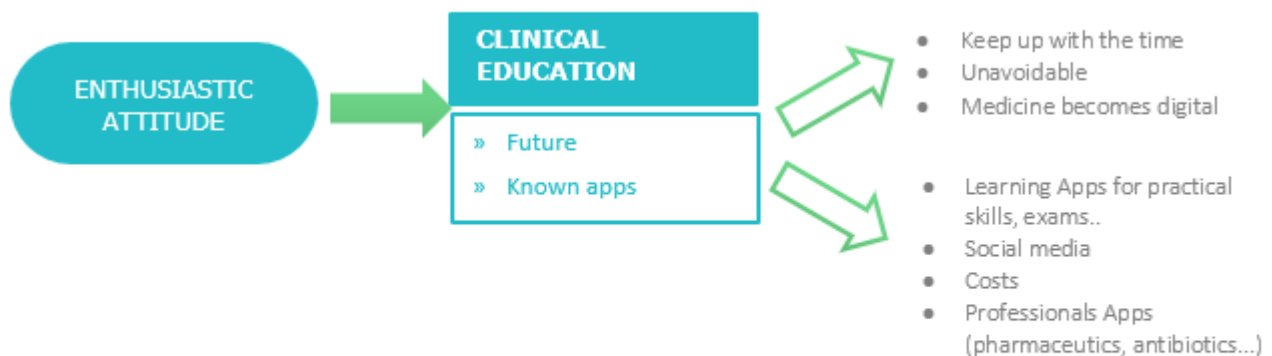 ENTHUSIASTIC
ATTITUDE
CLINICAL
EDUCATION
» Future
» Known apps
● Keep up with the time
● Unavoidable
● Medicine becomes digital
● Learning Apps for practical
skills, exams..
● Social media
● Costs
● Professionals Apps
(pharmaceutics, antibiotics...)